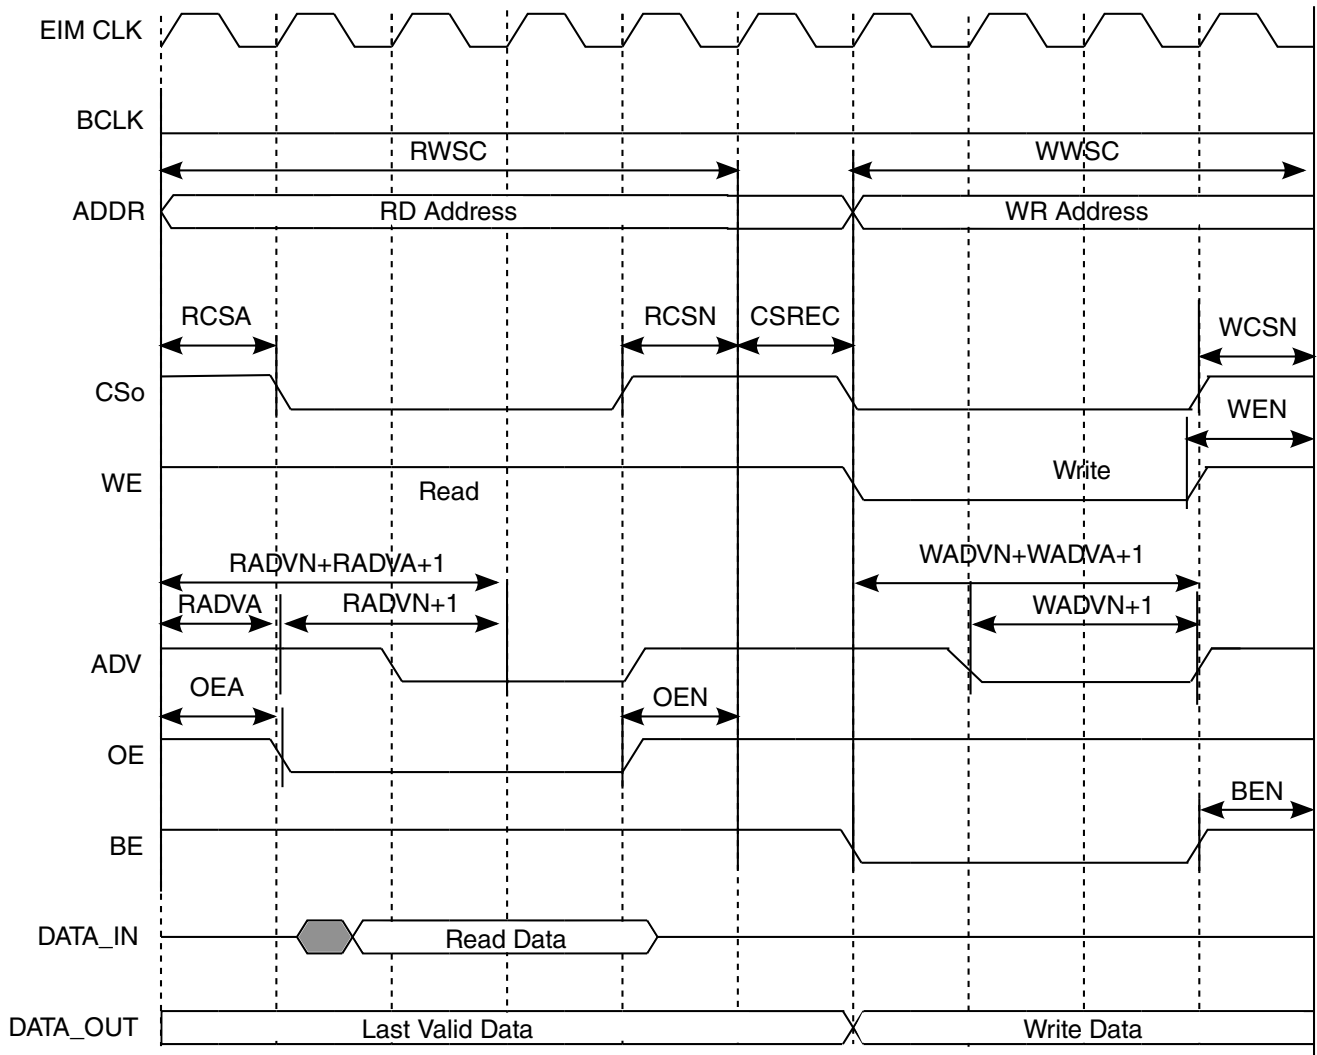 EIM CLK
BCLK
RWSC
WWSC
ADDR
RD Address
WR Address
RCSA
RCSN
CSREC
WCSN
CSo
WEN
WE
Read
Write
RADVN+RADVA+1
WADVN+WADVA+1
RADVA
RADVN+1
WADVN+1
ADV
OEA
OEN
OE
BEN
BE
DATA_IN
Read Data
DATA_OUT
Last Valid Data
Write Data